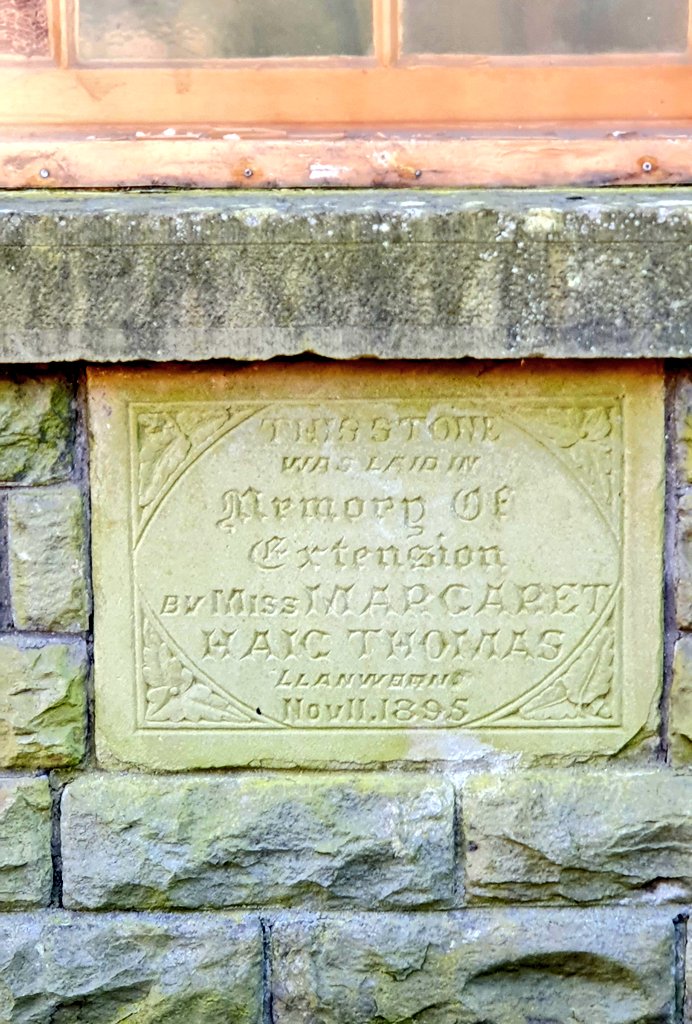 THIS STONE
WAS LAID IN
Memory Of
Extension
BY MISS MARGARET
HAIG THOMAS
LLANWERN
Nov 11. 1895